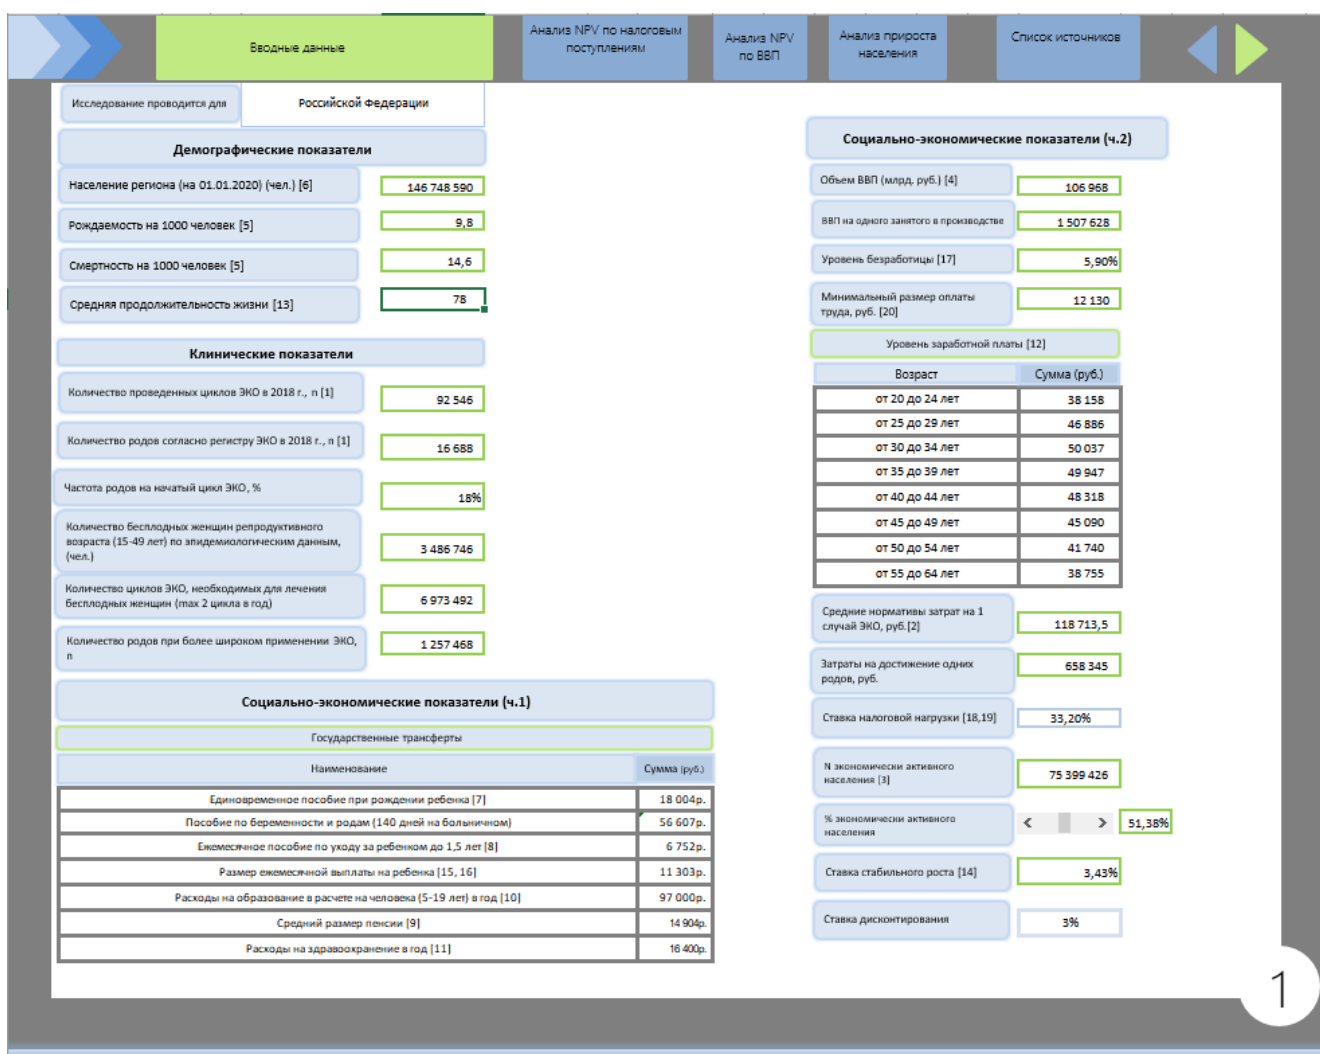 Вводные данные
Анализ NPV по налоговым
поступлениям
Анализ NPV
по ВВП
Анализ прироста
населения
Список источников
Исследование проводится для
Российской Федерации
Демографические показатели
Население региона (на 01.01.2020) (чел.) [6]
146 748 590
Рождаемость на 1000 человек [5]
9,8
Смертность на 1000 человек [5]
14,6
Средняя продолжительность жизни [13]
78
Клинические показатели
Количество проведенных циклов ЭКО в 2018 г., n [1]
92 546
Количество родов согласно регистру ЭКО в 2018 г., n [1]
16 688
Частота родов на начатый цикл ЭКО, %
18%
Количество бесплодных женщин репродуктивного
возраста (15-49 лет) по эпидемиологическим данным,
(чел.)
3 486 746
Количество циклов ЭКО, необходимых для лечения
бесплодных женщин (max 2 цикла в год)
6 973 492
Количество родов при более широком применении ЭКО,
n
1 257 468
Социально-экономические показатели (ч.1)
Государственные трансферты
Наименование Сумма (руб.)
Единовременное пособие при рождении ребенка [7] 18 004р.
Пособие по беременности и родам (140 дней на больничном) 56 607р.
Ежемесячное пособие по уходу за ребенком до 1,5 лет [8] 6 752р.
Размер ежемесячной выплаты на ребенка [15, 16] 11 303р.
Расходы на образование в расчете на человека (5-19 лет) в год [10] 97 000р.
Средний размер пенсии [9] 14 904р.
Расходы на здравоохранение в год [11] 16 400р.
Социально-экономические показатели (ч.2)
Объем ВВП (млрд. руб.) [4]
106 968
ВВП на одного занятого в производстве
1 507 628
Уровень безработицы [17]
5,90%
Минимальный размер оплаты
труда, руб. [20]
12 130
Уровень заработной платы [12]
Возраст Сумма (руб.)
от 20 до 24 лет 38 158
от 25 до 29 лет 46 886
от 30 до 34 лет 50 037
от 35 до 39 лет 49 947
от 40 до 44 лет 48 318
от 45 до 49 лет 45 090
от 50 до 54 лет 41 740
от 55 до 64 лет 38 755
Средние нормативы затрат на 1
случай ЭКО, руб.[2]
118 713,5
Затраты на достижение одних
родов, руб.
658 345
Ставка налоговой нагрузки [18,19]
33,20%
N экономически активного
населения [3]
75 399 426
% экономически активного
населения
51,38%
Ставка стабильного роста [14]
3,43%
Ставка дисконтирования
3%
1